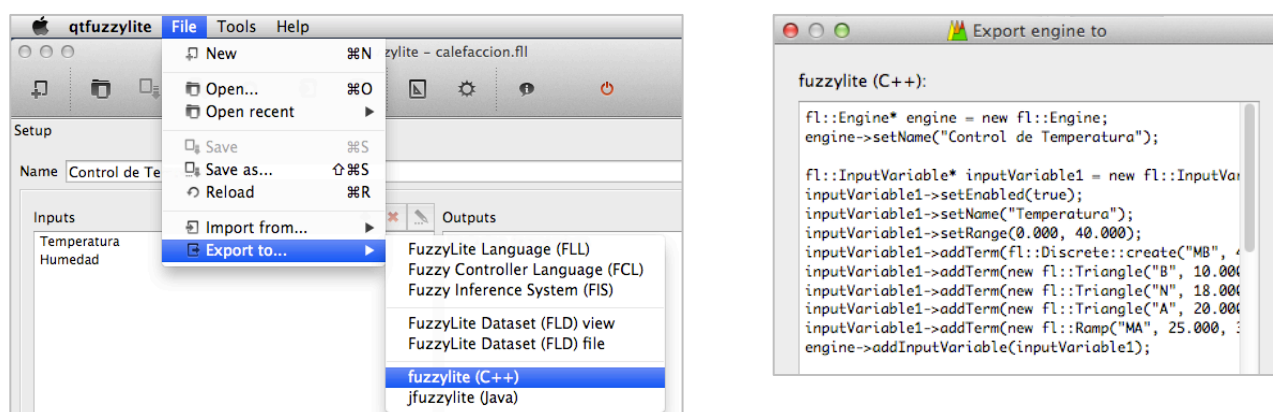 qtfuzzylite File Tools Help
zylite – calefaccion.fll
New ⌘N
Open... ⌘O
Open recent
Setup
Save ⌘S
Name Control de Te
Save as... ⇧⌘S
Reload ⌘R
Inputs
Import from...
Outputs
Export to...
Temperatura
Humedad
FuzzyLite Language (FLL)
Fuzzy Controller Language (FCL)
Fuzzy Inference System (FIS)
FuzzyLite Dataset (FLD) view
FuzzyLite Dataset (FLD) file
fuzzylite (C++)
jfuzzylite (Java)
Export engine to
fuzzylite (C++):
fl::Engine* engine = new fl::Engine;
engine->setName("Control de Temperatura");
fl::InputVariable* inputVariable1 = new fl::InputVar
inputVariable1->setEnabled(true);
inputVariable1->setName("Temperatura");
inputVariable1->setRange(0.000, 40.000);
inputVariable1->addTerm(fl::Discrete::create("MB",
inputVariable1->addTerm(new fl::Triangle("B", 10.000
inputVariable1->addTerm(new fl::Triangle("N", 18.000
inputVariable1->addTerm(new fl::Triangle("A", 20.000
inputVariable1->addTerm(new fl::Ramp("MA", 25.000,
engine->addInputVariable(inputVariable1);